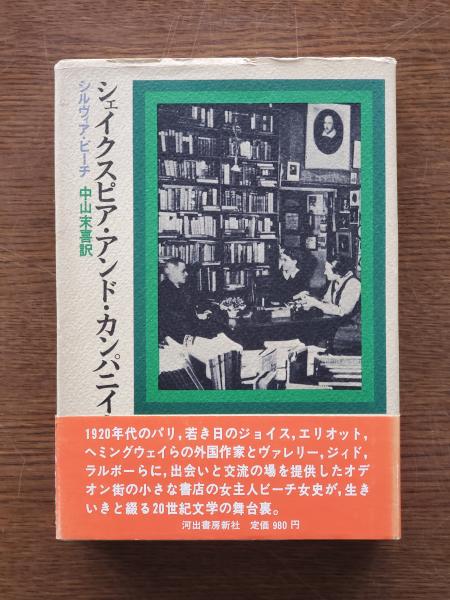 シェイクスピア・アンド・カンパニイ
シルヴィア・ビーチ
中山末喜訳
1920年代のパリ，若き日のジョイス，エリオット，
ヘミングウェイらの外国作家とヴァレリー，ジィド，
ラルボーらに，出会いと交流の場を提供したオデ
オン街の小さな書店の女主人ビーチ女史が，生き
いきと綴る20世紀文学の舞台裏。
河出書房新社 定価 980 円